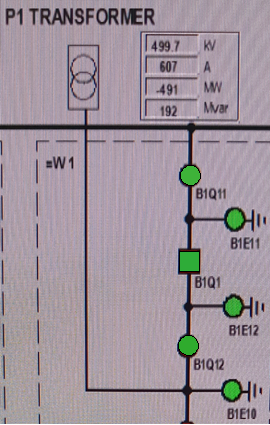 P1 TRANSFORMER
499.7 kV
607 A
-491 MW
192 Mvar
=W1
B1Q11
B1E11
B1Q1
B1E12
B1Q12
B1E10